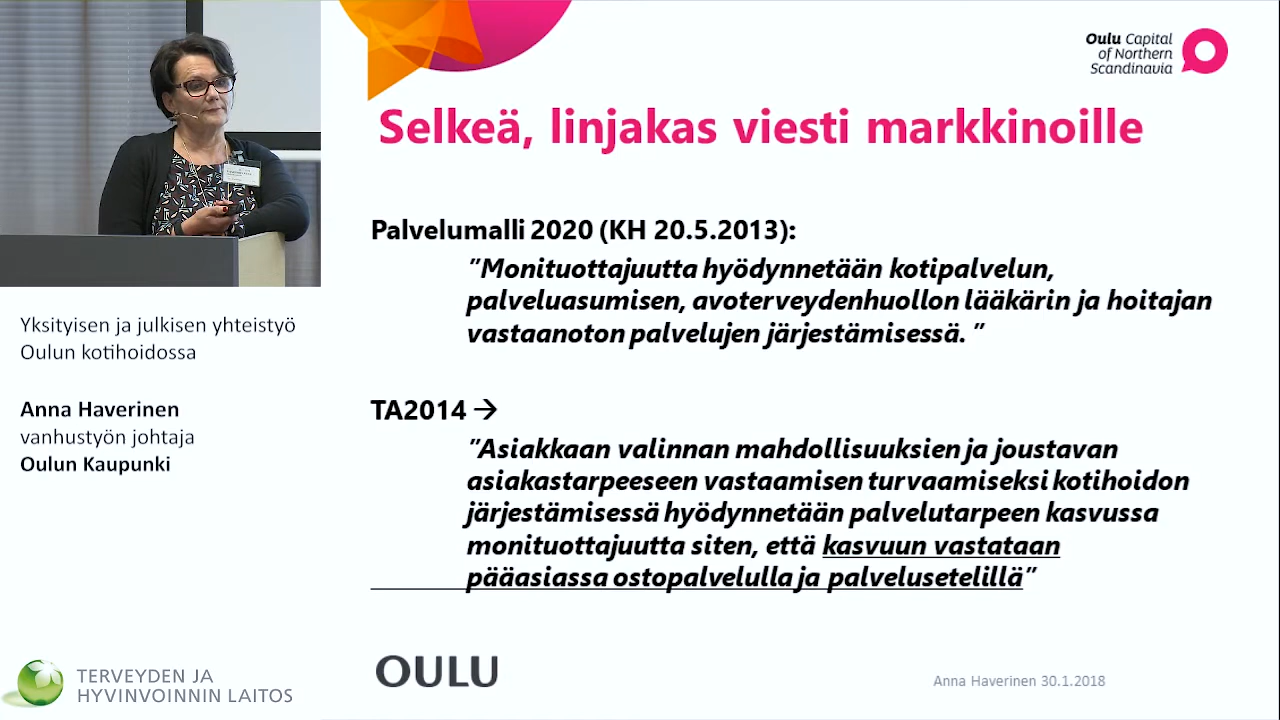 Oulu Capital
of Northern
Scandinavia
Selkeä, linjakas viesti markkinoille
Palvelumalli 2020 (KH 20.5.2013):
”Monituottajuutta hyödynnetään kotipalvelun,
palveluasumisen, avoterveydenhuollon lääkärin ja hoitajan
vastaanoton palvelujen järjestämisessä. ”
TA2014 →
”Asiakkaan valinnan mahdollisuuksien ja joustavan
asiakastarpeeseen vastaamisen turvaamiseksi kotihoidon
järjestämisessä hyödynnetään palvelutarpeen kasvussa
monituottajuutta siten, että kasvuun vastataan
pääasiassa ostopalvelulla ja palvelusetelillä”
OULU
Anna Haverinen 30.1.2018
Yksityisen ja julkisen yhteistyö
Oulun kotihoidossa
Anna Haverinen
vanhustyön johtaja
Oulun Kaupunki
TERVEYDEN JA
HYVINVOINNIN LAITOS